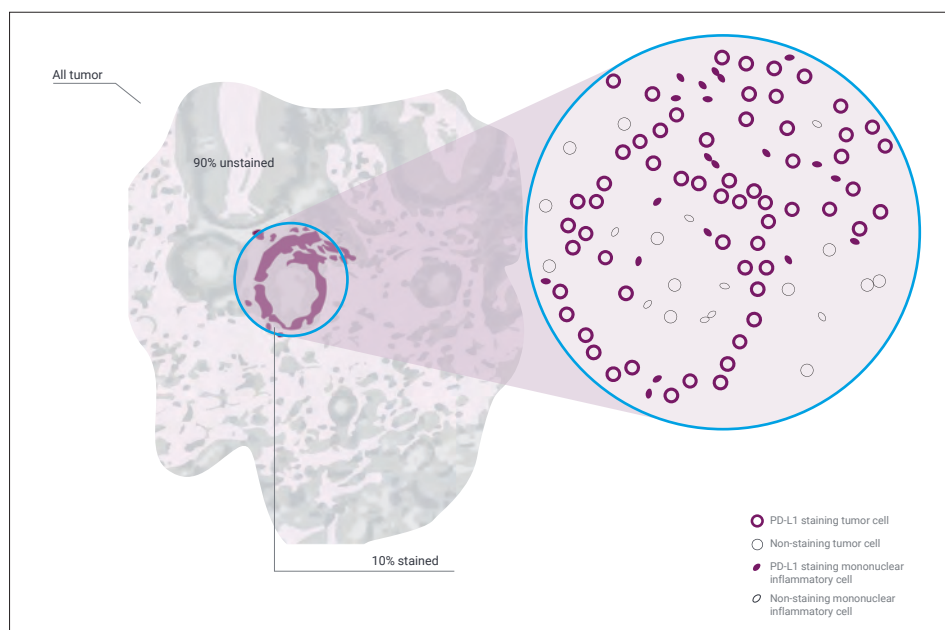 All tumor
90% unstained
10% stained
PD-L1 staining tumor cell
Non-staining tumor cell
PD-L1 staining mononuclear
inflammatory cell
Non-staining mononuclear
inflammatory cell